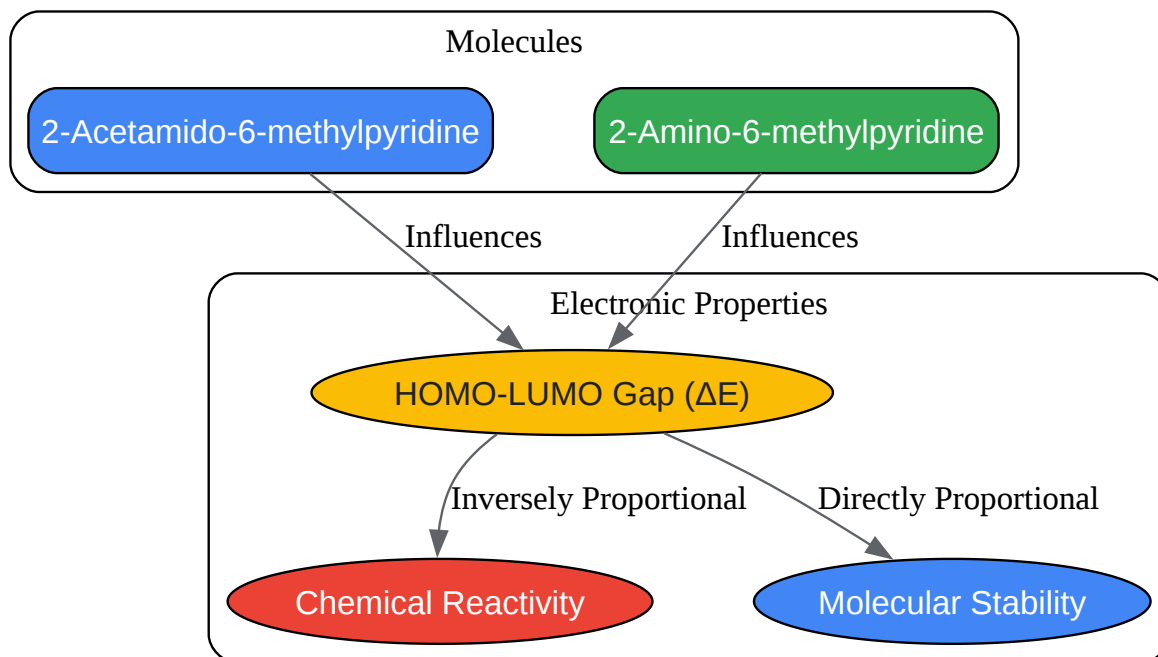 Molecules
2-Acetamido-6-methylpyridine
2-Amino-6-methylpyridine
Influences
Influences
Electronic Properties
HOMO-LUMO Gap (ΔE)
Inversely Proportional
Directly Proportional
Chemical Reactivity
Molecular Stability